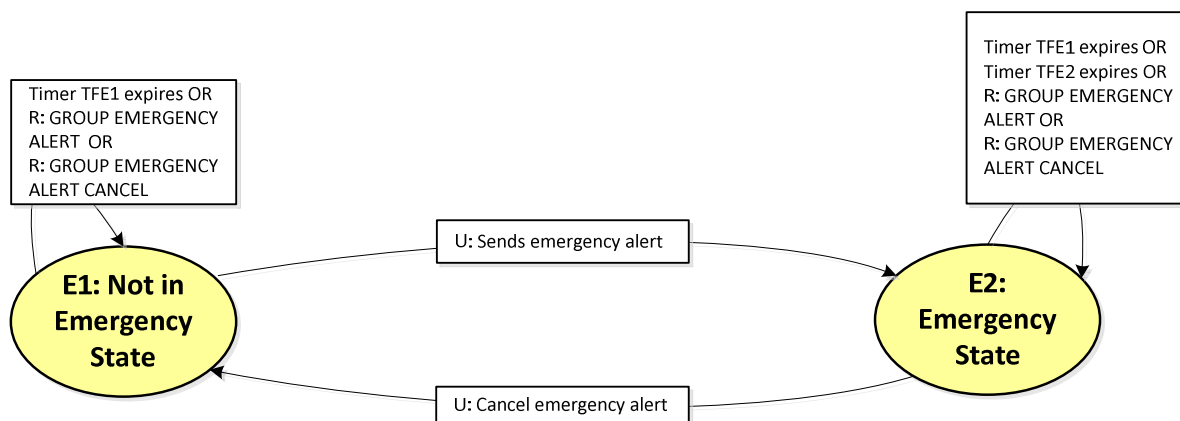 Timer TFE1 expires OR
Timer TFE2 expires OR
R: GROUP EMERGENCY
ALERT OR
R: GROUP EMERGENCY
ALERT CANCEL
Timer TFE1 expires OR
R: GROUP EMERGENCY
ALERT OR
R: GROUP EMERGENCY
ALERT CANCEL
U: Sends emergency alert
E1: Not in
Emergency
State
E2:
Emergency
State
U: Cancel emergency alert